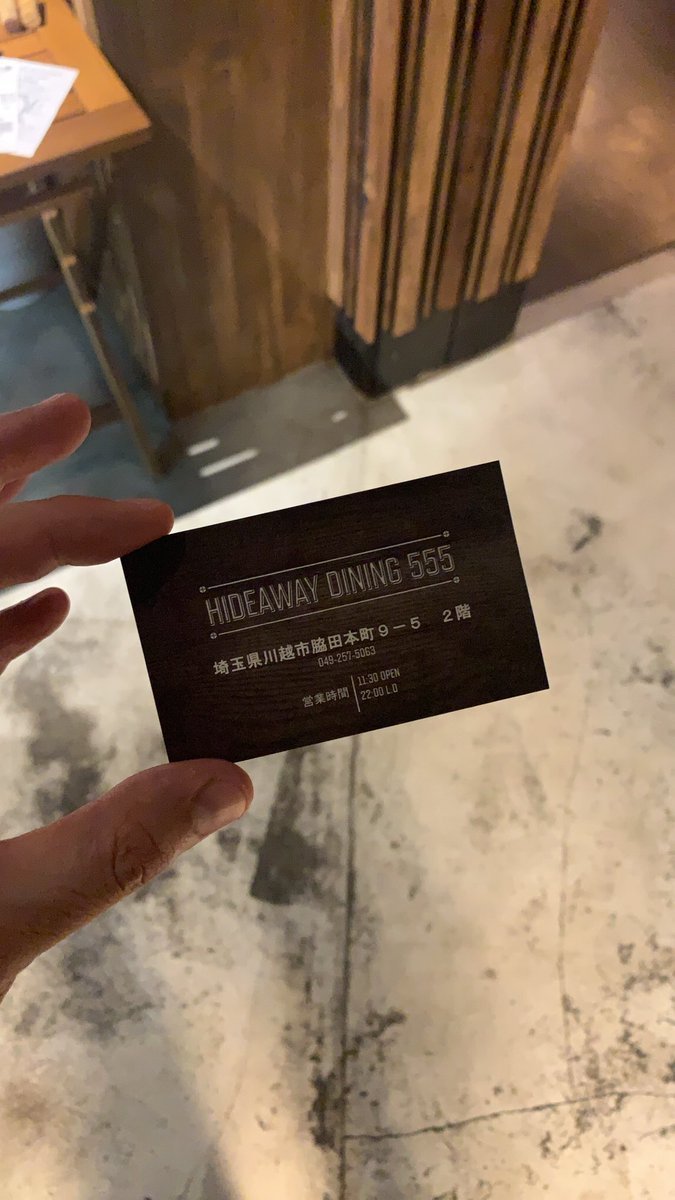 HIDEAWAY DINING 555
埼玉県川越市脇田本町９－５　２階
049-257-5063
営業時間
11:30 OPEN
22:00 L.O